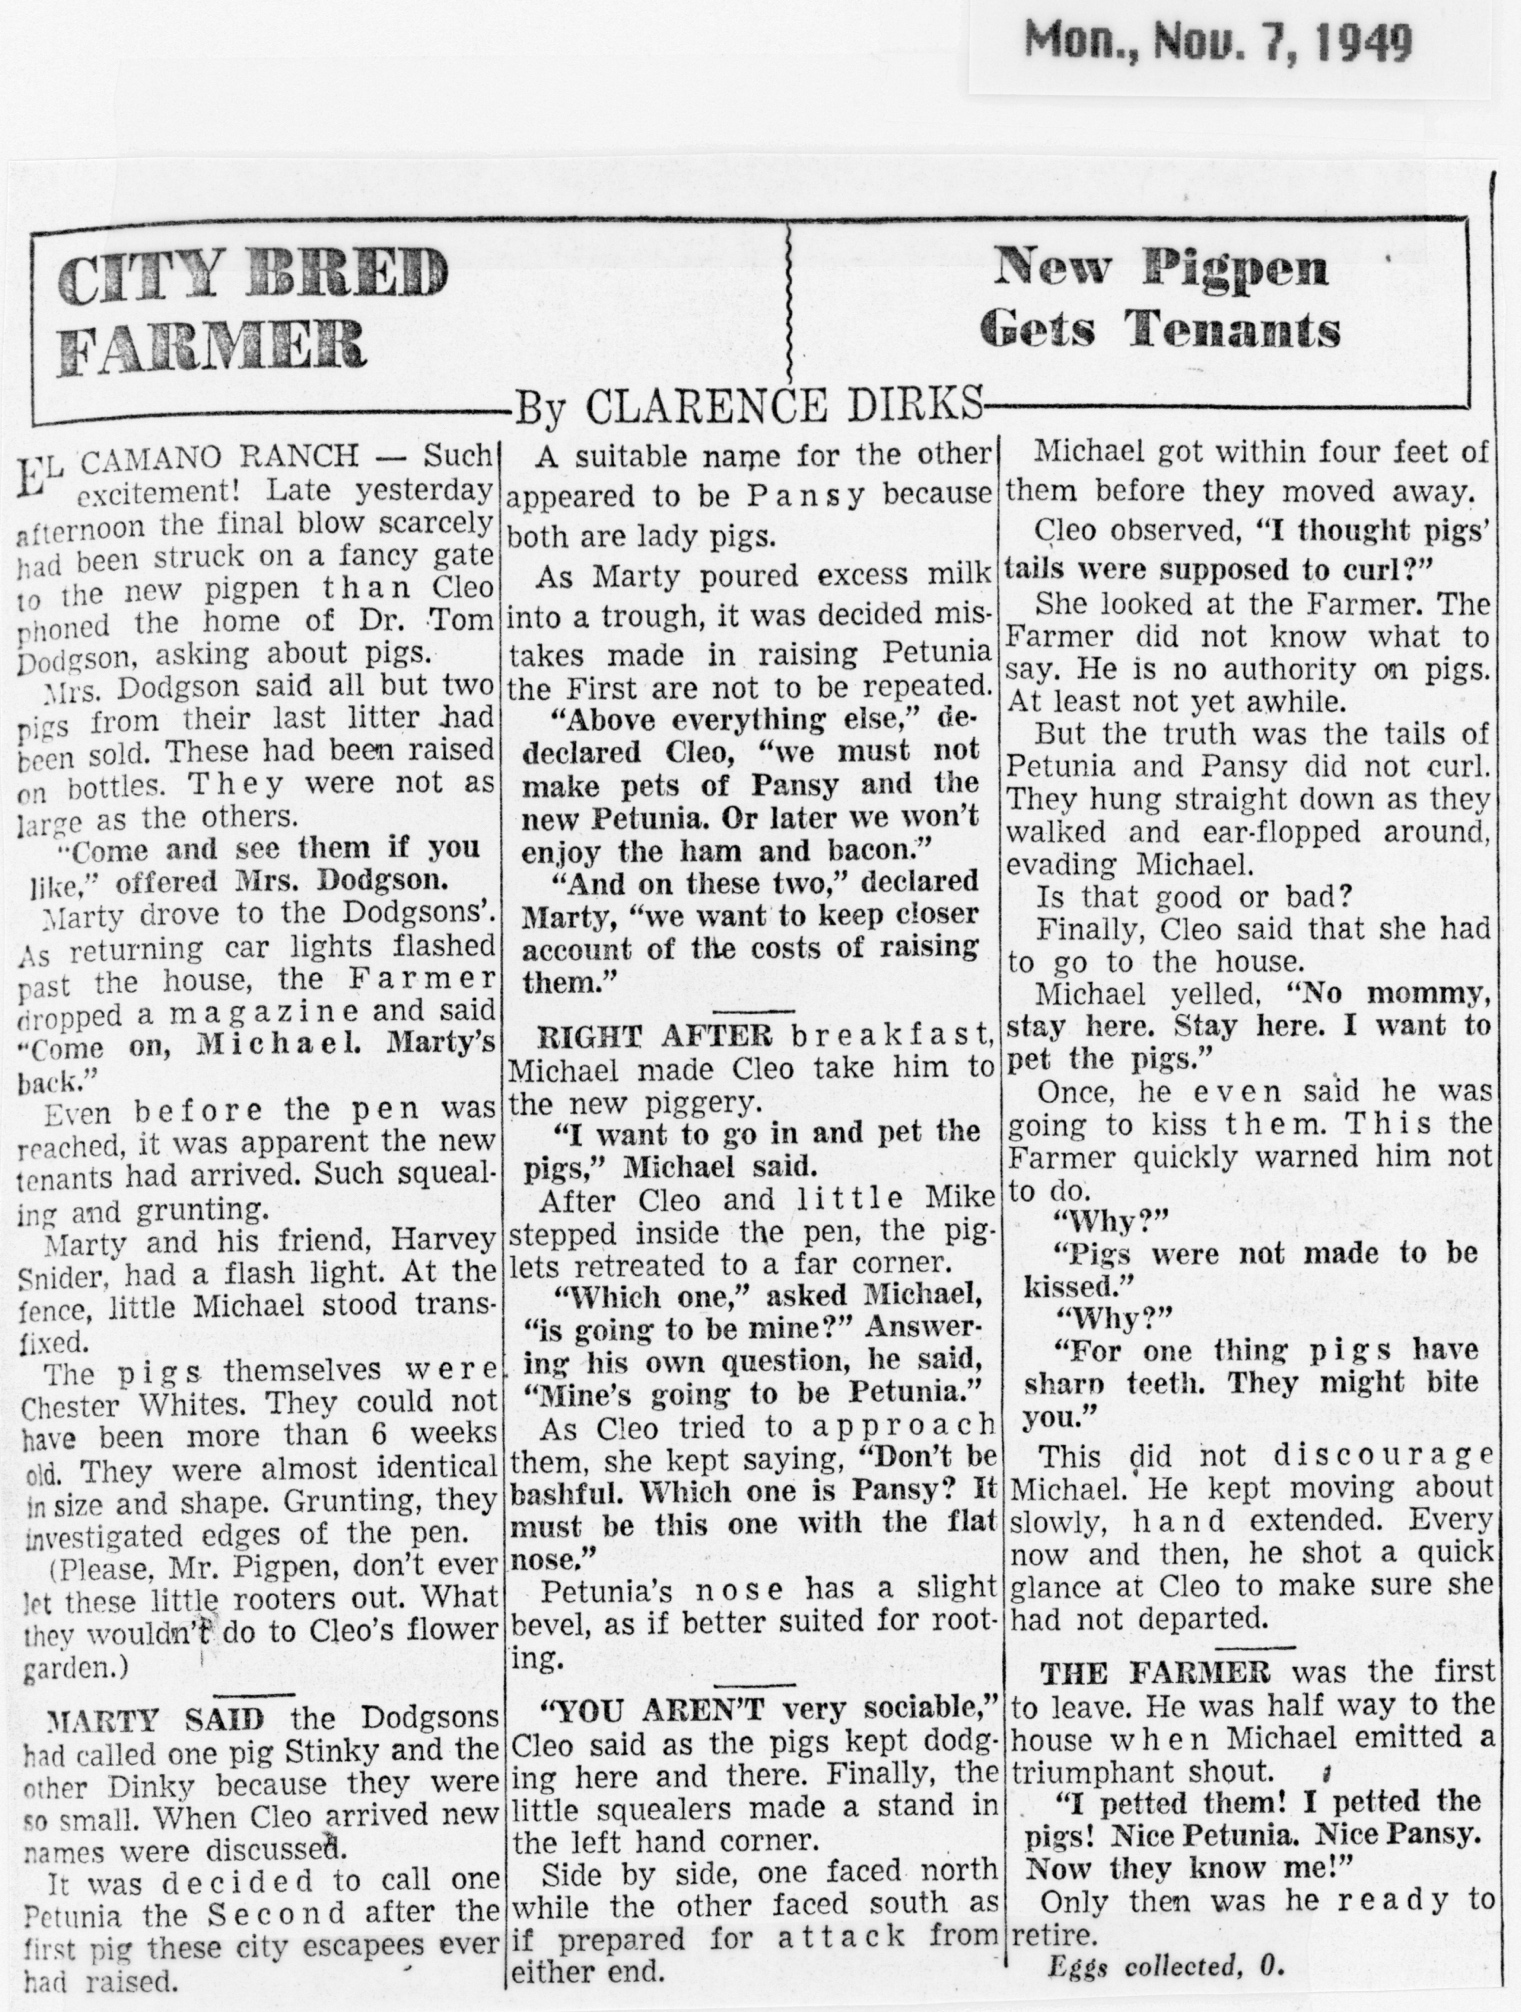 Mon., Nov. 7, 1949
CITY BRED
FARMER
New Pigpen
Gets Tenants
By CLARENCE DIRKS
EL CAMANO RANCH — Such
excitement! Late yesterday
afternoon the final blow scarcely
had been struck on a fancy gate
to the new pigpen than Cleo
phoned the home of Dr. Tom
Dodgson, asking about pigs.
Mrs. Dodgson said all but two
pigs from their last litter had
been sold. These had been raised
on bottles. They were not as
large as the others.
"Come and see them if you
like," offered Mrs. Dodgson.
Marty drove to the Dodgsons'.
As returning car lights flashed
past the house, the Farmer
dropped a magazine and said
"Come on, Michael. Marty's
back."
Even before the pen was
reached, it was apparent the new
tenants had arrived. Such squeal-
ing and grunting.
Marty and his friend, Harvey
Snider, had a flash light. At the
fence, little Michael stood trans-
fixed.
The pigs themselves were
Chester Whites. They could not
have been more than 6 weeks
old. They were almost identical
in size and shape. Grunting, they
investigated edges of the pen.
(Please, Mr. Pigpen, don't ever
let these little rooters out. What
they wouldn't do to Cleo's flower
garden.)
MARTY SAID the Dodgsons
had called one pig Stinky and the
other Dinky because they were
so small. When Cleo arrived new
names were discussed.
It was decided to call one
Petunia the Second after the
first pig these city escapees ever
had raised.
A suitable name for the other
appeared to be Pansy because
both are lady pigs.
As Marty poured excess milk
into a trough, it was decided mis-
takes made in raising Petunia
the First are not to be repeated.
"Above everything else," de-
declared Cleo, "we must not
make pets of Pansy and the
new Petunia. Or later we won't
enjoy the ham and bacon."
"And on these two," declared
Marty, "we want to keep closer
account of the costs of raising
them."
RIGHT AFTER breakfast,
Michael made Cleo take him to
the new piggery.
"I want to go in and pet the
pigs," Michael said.
After Cleo and little Mike
stepped inside the pen, the pig-
lets retreated to a far corner.
"Which one," asked Michael,
"is going to be mine?" Answer-
ing his own question, he said,
"Mine's going to be Petunia."
As Cleo tried to approach
them, she kept saying, "Don't be
bashful. Which one is Pansy? It
must be this one with the flat
nose."
Petunia's nose has a slight
bevel, as if better suited for root-
ing.
"YOU AREN'T very sociable,"
Cleo said as the pigs kept dodg-
ing here and there. Finally, the
little squealers made a stand in
the left hand corner.
Side by side, one faced north
while the other faced south as
if prepared for attack from
either end.
Michael got within four feet of
them before they moved away.
Cleo observed, "I thought pigs'
tails were supposed to curl?"
She looked at the Farmer. The
Farmer did not know what to
say. He is no authority on pigs.
At least not yet awhile.
But the truth was the tails of
Petunia and Pansy did not curl.
They hung straight down as they
walked and ear-flopped around,
evading Michael.
Is that good or bad?
Finally, Cleo said that she had
to go to the house.
Michael yelled, "No mommy,
stay here. Stay here. I want to
pet the pigs."
Once, he even said he was
going to kiss them. This the
Farmer quickly warned him not
to do.
"Why?"
"Pigs were not made to be
kissed."
"Why?"
"For one thing pigs have
sharp teeth. They might bite
you."
This did not discourage
Michael. He kept moving about
slowly, hand extended. Every
now and then, he shot a quick
glance at Cleo to make sure she
had not departed.
THE FARMER was the first
to leave. He was half way to the
house when Michael emitted a
triumphant shout.
"I petted them! I petted the
pigs! Nice Petunia. Nice Pansy.
Now they know me!"
Only then was he ready to
retire.
Eggs collected, 0.